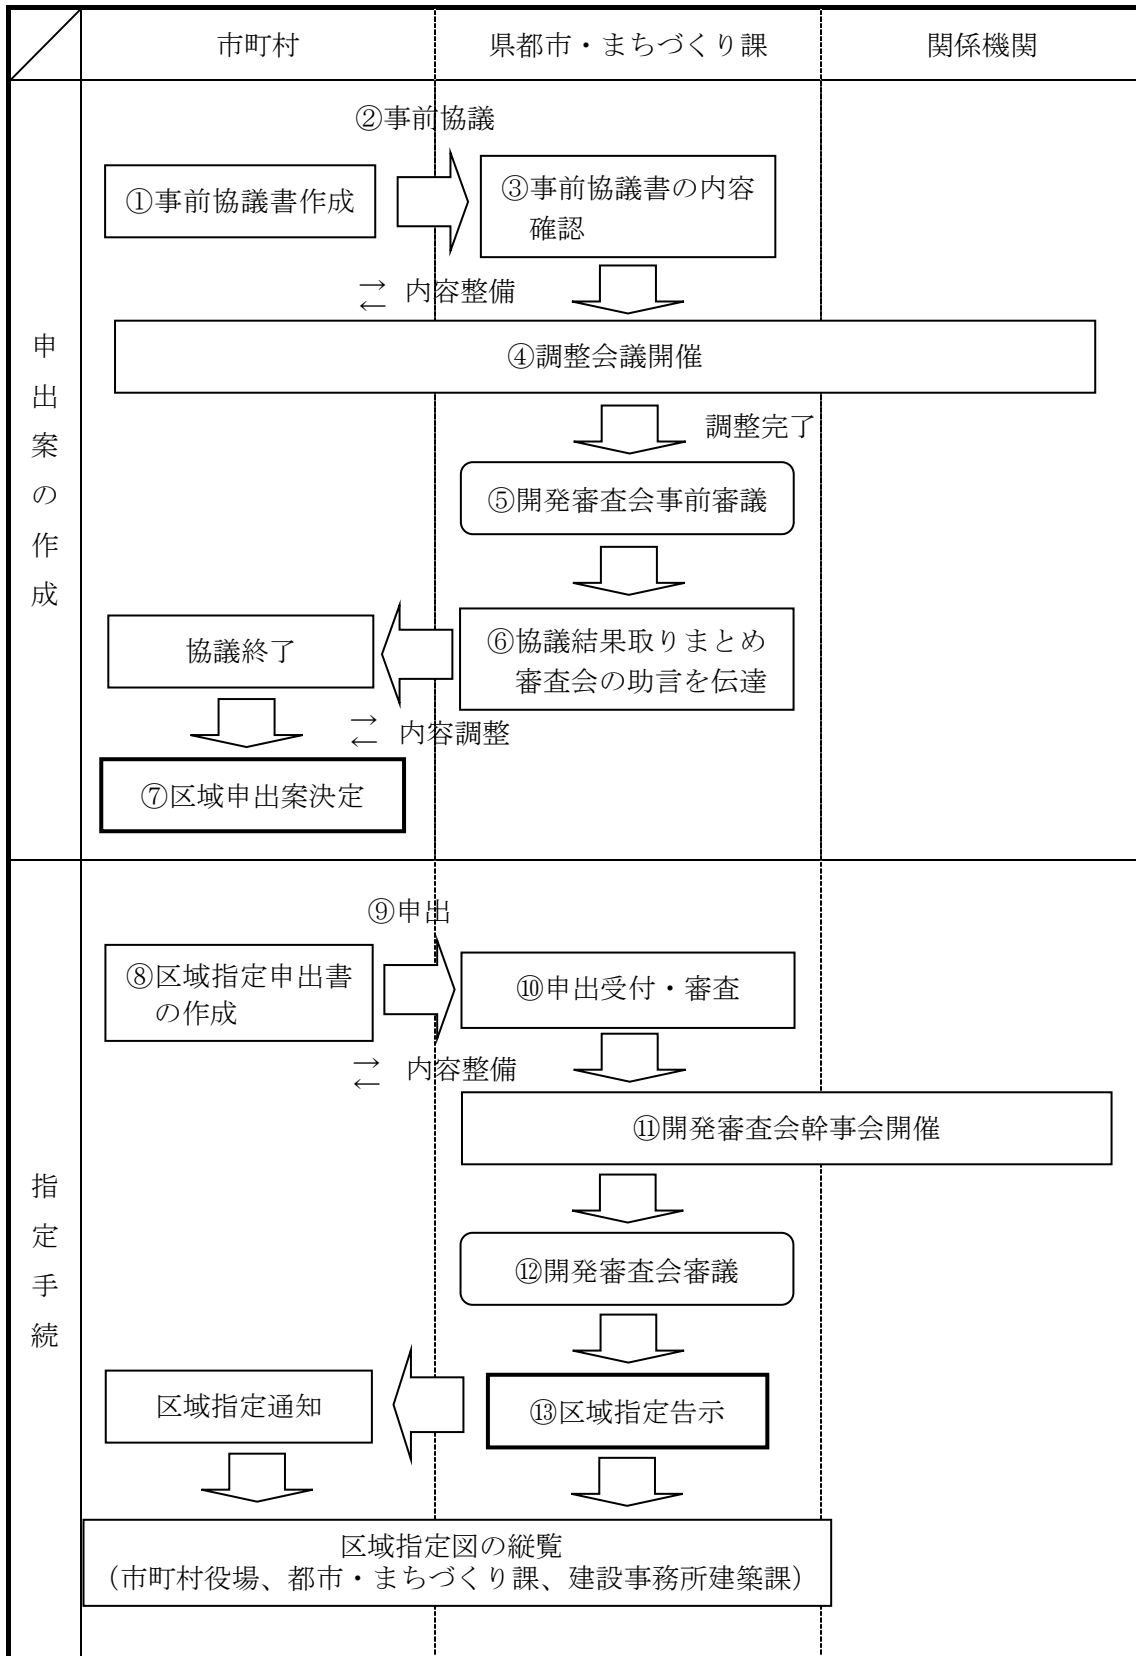 市町村
県都市・まちづくり課
関係機関
申出案の作成
②事前協議
①事前協議書作成
③事前協議書の内容
確認
→
←
内容整備
④調整会議開催
調整完了
⑤開発審査会事前審議
協議終了
⑥協議結果取りまとめ
審査会の助言を伝達
→
←
内容調整
⑦区域申出案決定
指定手続
⑨申出
⑧区域指定申出書
の作成
⑩申出受付・審査
→
←
内容整備
⑪開発審査会幹事会開催
⑫開発審査会審議
区域指定通知
⑬区域指定告示
区域指定図の縦覧
（市町村役場、都市・まちづくり課、建設事務所建築課）